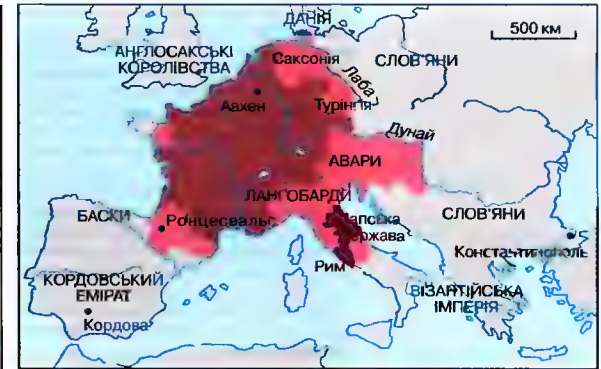 ДАНІЯ
500 км
АНГЛОСАКСЬКІ
КОРОЛІВСТВА
Саксонія
СЛОВ'ЯНИ
Лаба
Аахен
Тюрінгія
Дунай
АВАРИ
ЛАНГОБАРДИ
БАСКИ
Ронцесвальс
Папська
держава
СЛОВ'ЯНИ
Константинополь
Рим
КОРДОВСЬКИЙ
ЕМІРАТ
ВІЗАНТІЙСЬКА
ІМПЕРІЯ
Кордова